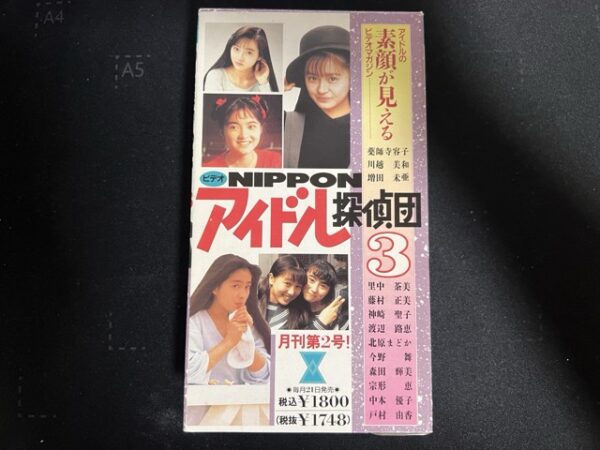 A4
A5
アイドルの
素顔が見える
ビデオマガジン
薬師寺容子
川越 美和
増田 未亜
ビデオ NIPPON
アイドル探偵団
3
里中 茶美
藤村 正美
神崎 聖子
渡辺 路恵
北原まどか
今野 舞
森田 輝美
宗形 恵
中本 優子
戸村 由香
月刊第2号!
●毎月21日発売●
税込¥1800
(税抜¥1748)